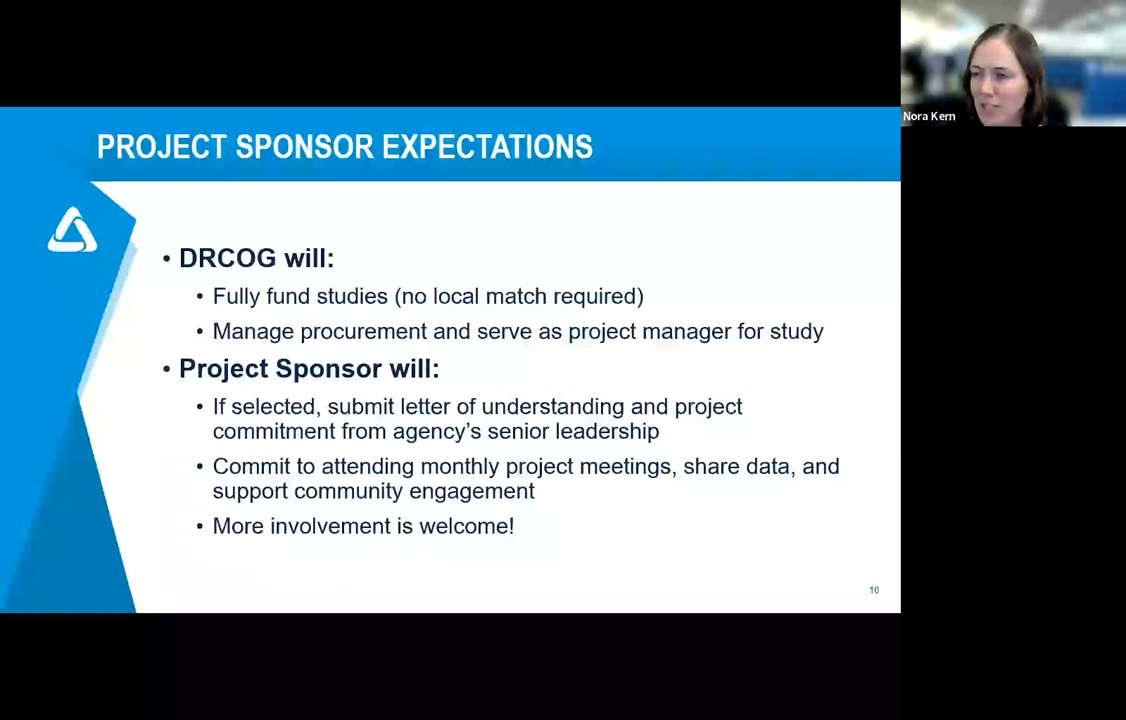 Nora Kern
PROJECT SPONSOR EXPECTATIONS
• DRCOG will:
• Fully fund studies (no local match required)
• Manage procurement and serve as project manager for study
• Project Sponsor will:
• If selected, submit letter of understanding and project
commitment from agency’s senior leadership
• Commit to attending monthly project meetings, share data, and
support community engagement
• More involvement is welcome!
10